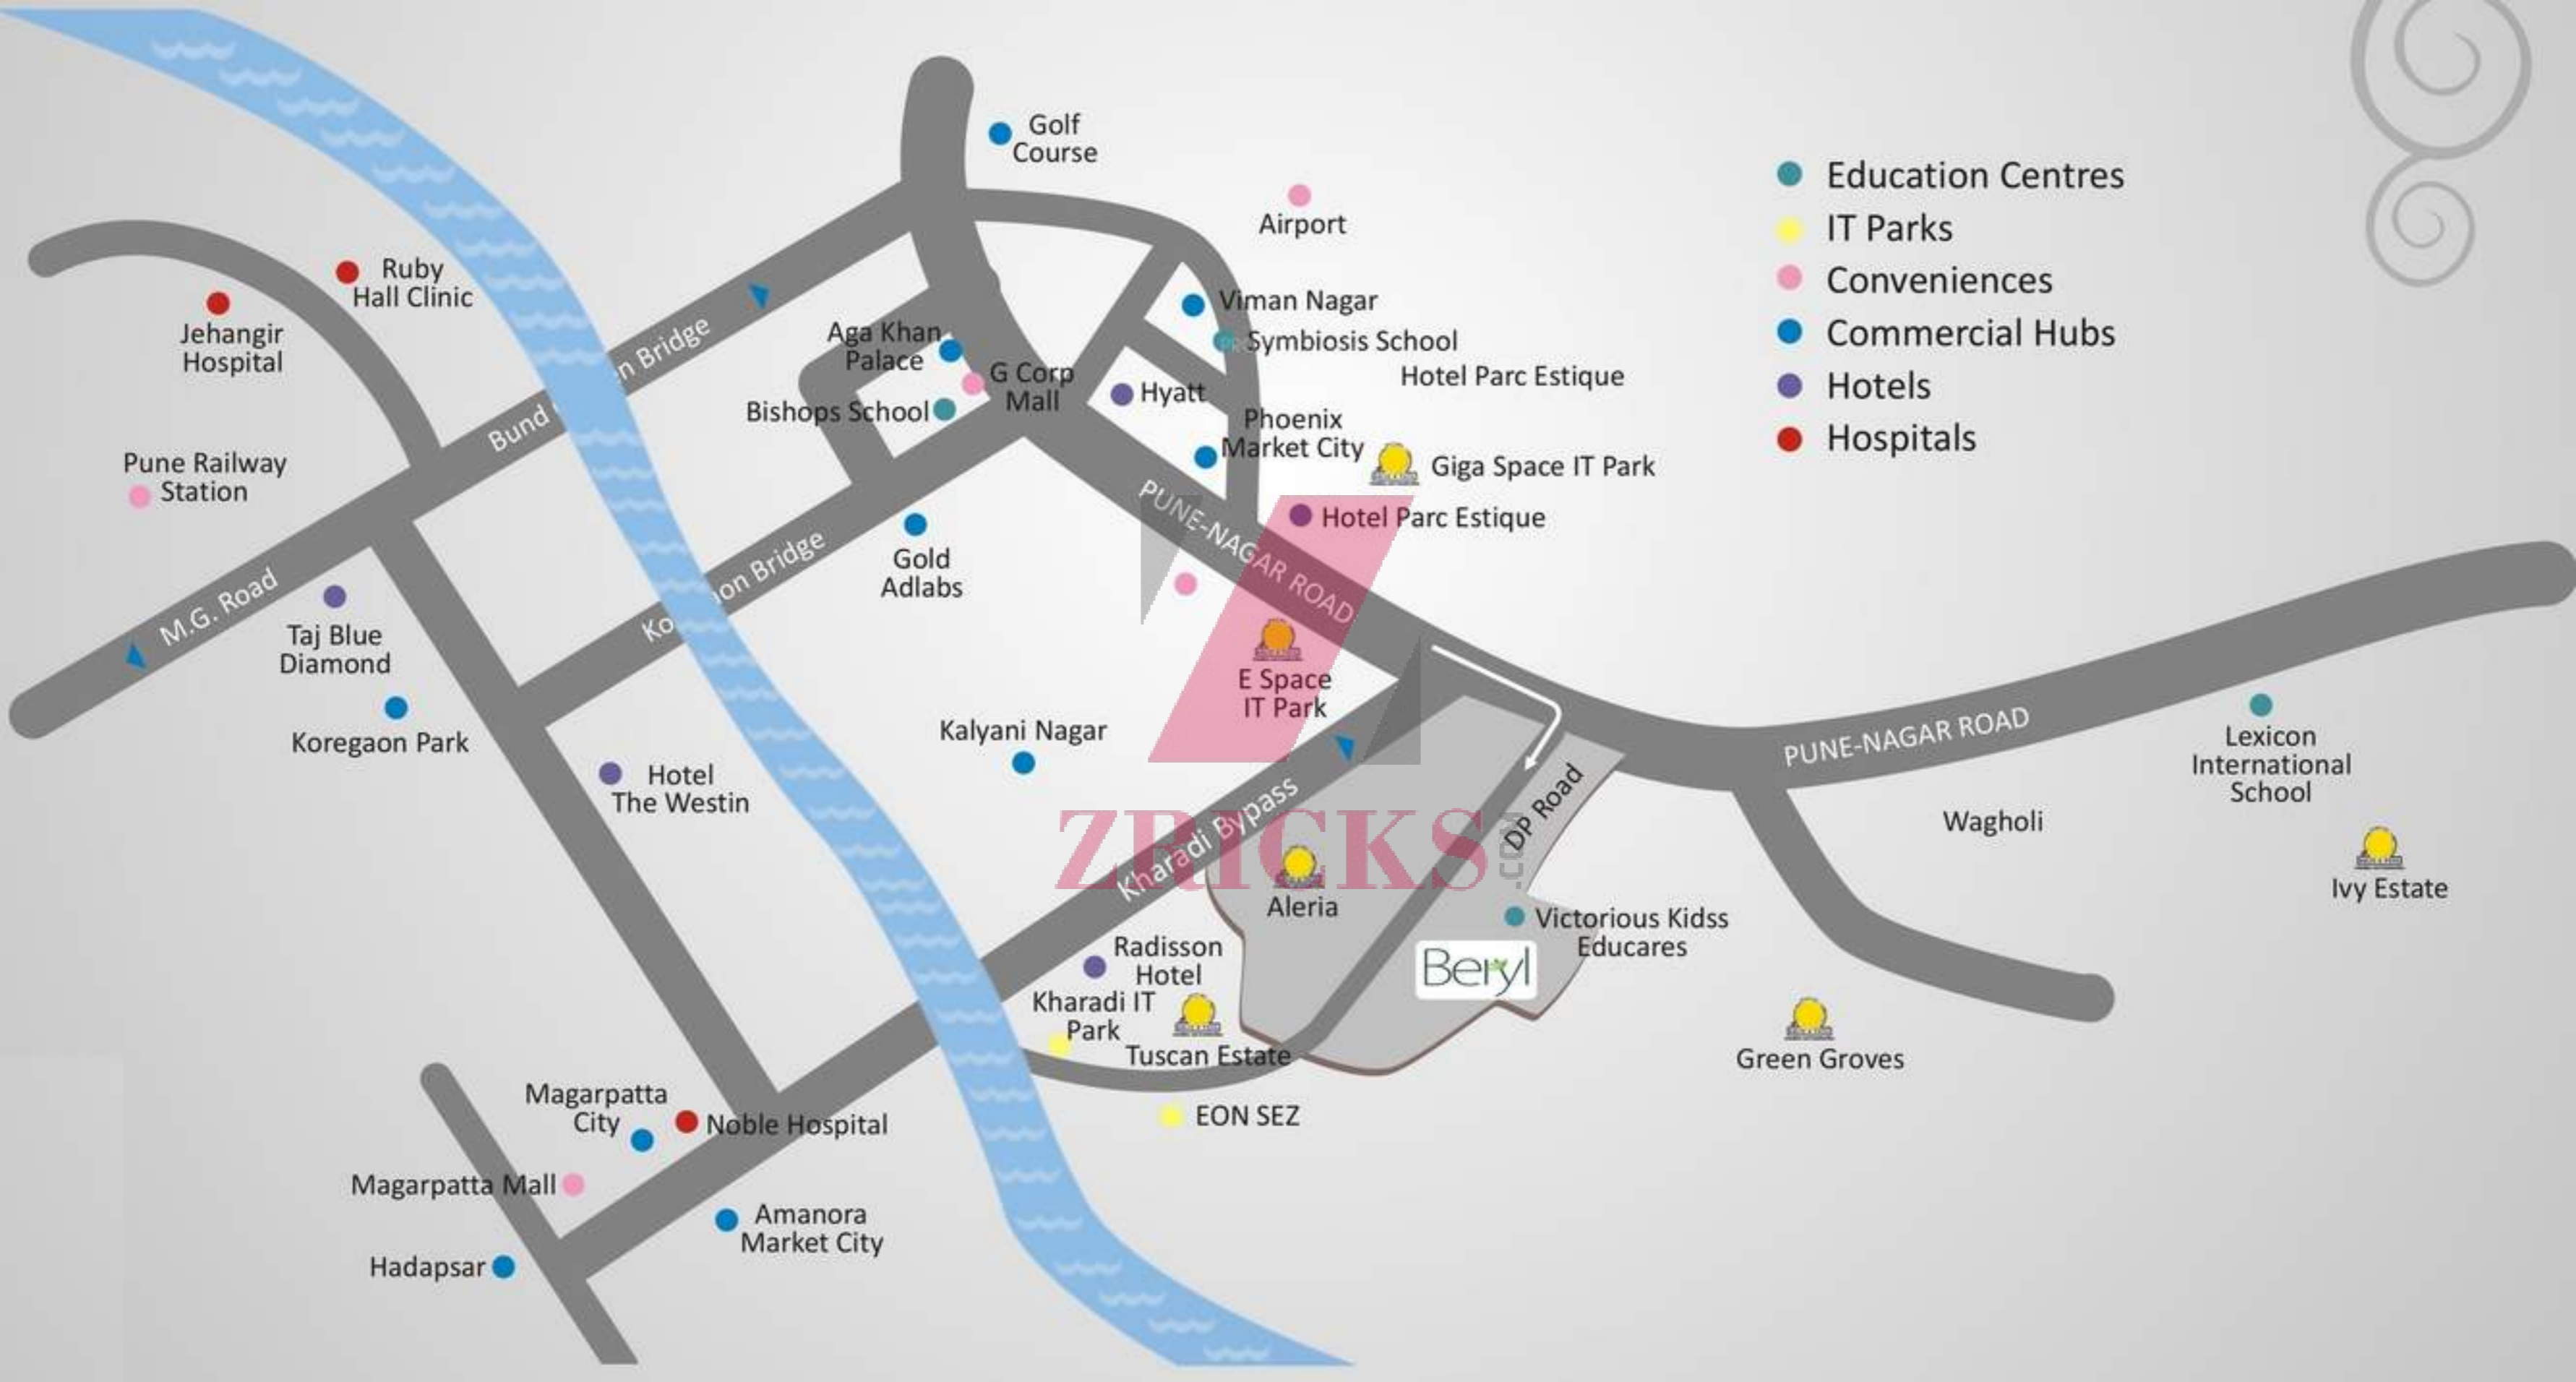 Golf
Course
Airport
Education Centres
IT Parks
Conveniences
Commercial Hubs
Hotels
Hospitals
Ruby
Hall Clinic
Jehangir
Hospital
Viman Nagar
Symbiosis School
Hotel Parc Estique
Aga Khan
Palace
G Corp
Mall
Hyatt
Bishops School
Phoenix
Market City
Giga Space IT Park
Hotel Parc Estique
Bund
n Bridge
Pune Railway
Station
M.G. Road
PUNE-NAGAR ROAD
Gold
Adlabs
Ko
on Bridge
Taj Blue
Diamond
Koregaon Park
E Space
IT Park
Kalyani Nagar
Hotel
The Westin
PUNE-NAGAR ROAD
Lexicon
International
School
Wagholi
Ivy Estate
Kharadi Bypass
DP Road
ZRICKS
Aleria
Victorious Kidss
Educares
Beryl
Radisson
Hotel
Kharadi IT
Park
Tuscan Estate
Green Groves
EON SEZ
Magarpatta
City
Noble Hospital
Magarpatta Mall
Amanora
Market City
Hadapsar